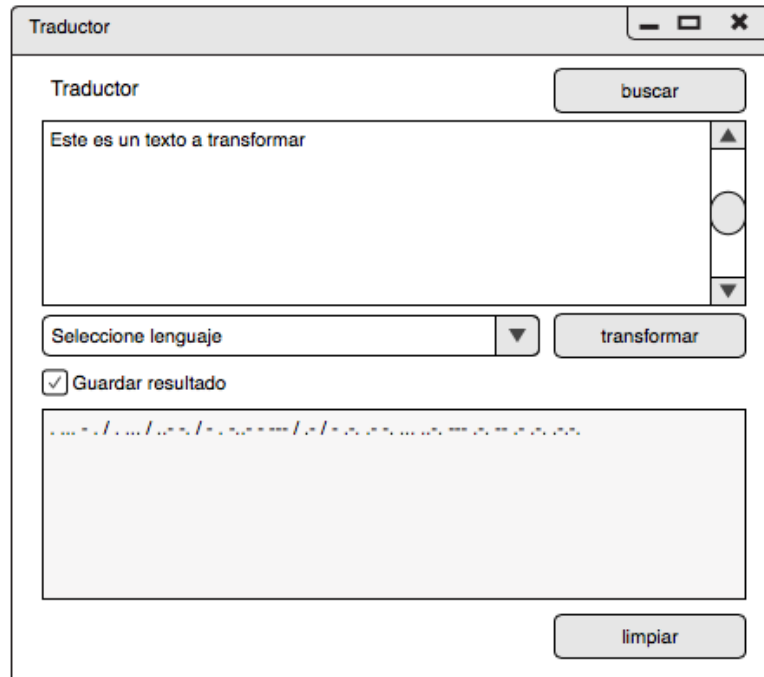 Traductor
Traductor
buscar
Este es un texto a transformar
Seleccione lenguaje
transformar
Guardar resultado
. ... - . / . ... / ..- -. / - . -..- - --- / .- / - .-. .- -. ... ..-. --- .-. -- .- .-. .-.-.
limpiar